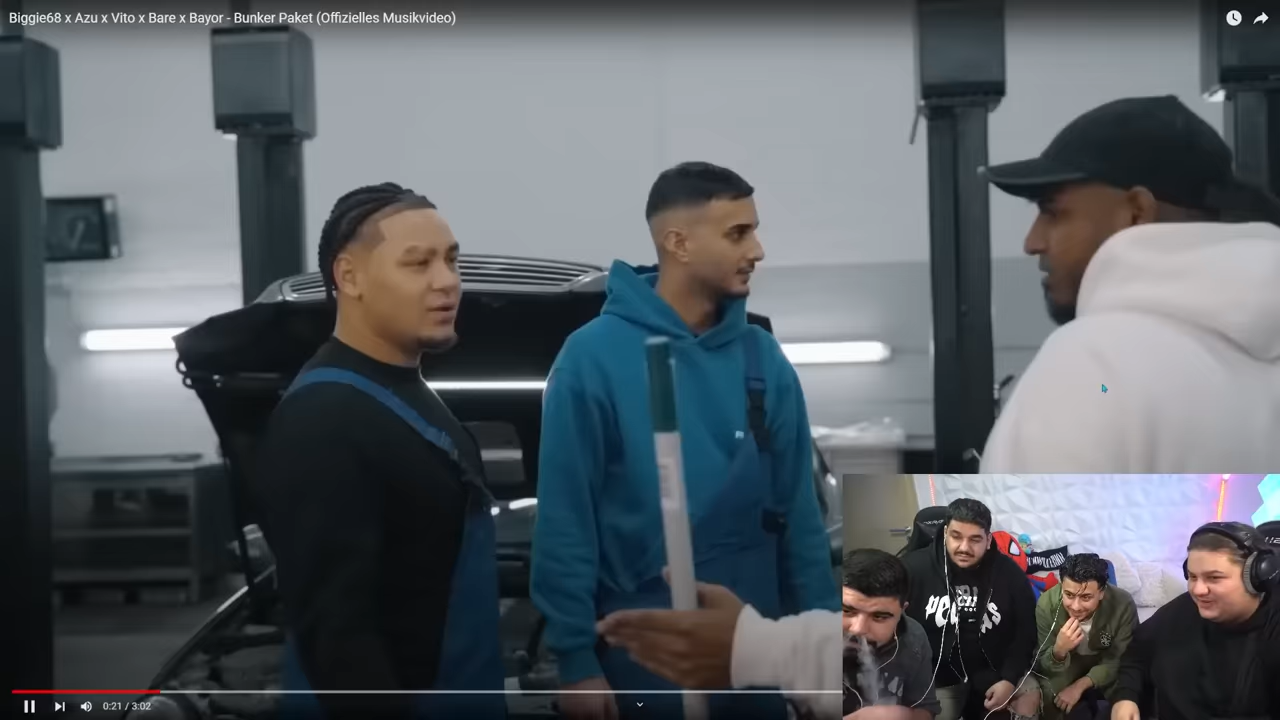 Biggie68 x Azu x Vito x Bare x Bayor - Bunker Paket (Offizielles Musikvideo)
0:21 / 3:02